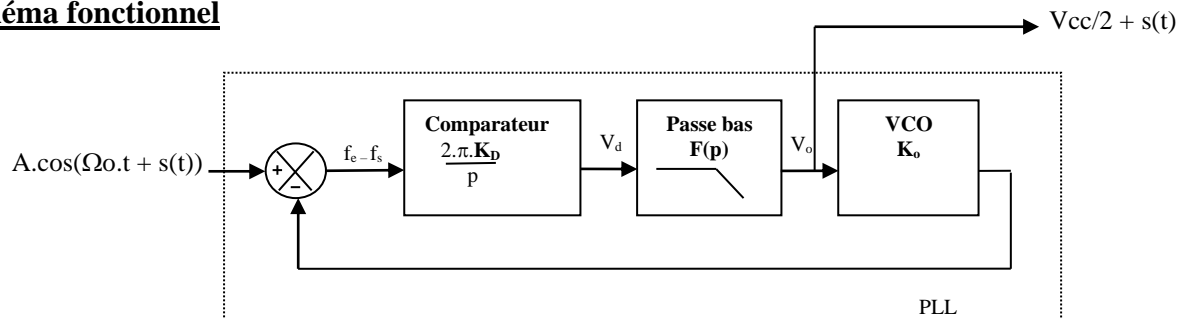 éma fonctionnel
Vcc/2 + s(t)
A.cos(Ωo.t + s(t))
+
−
fe – fs
Comparateur
2.π.KD
p
Vd
Passe bas
F(p)
Vo
VCO
Ko
PLL